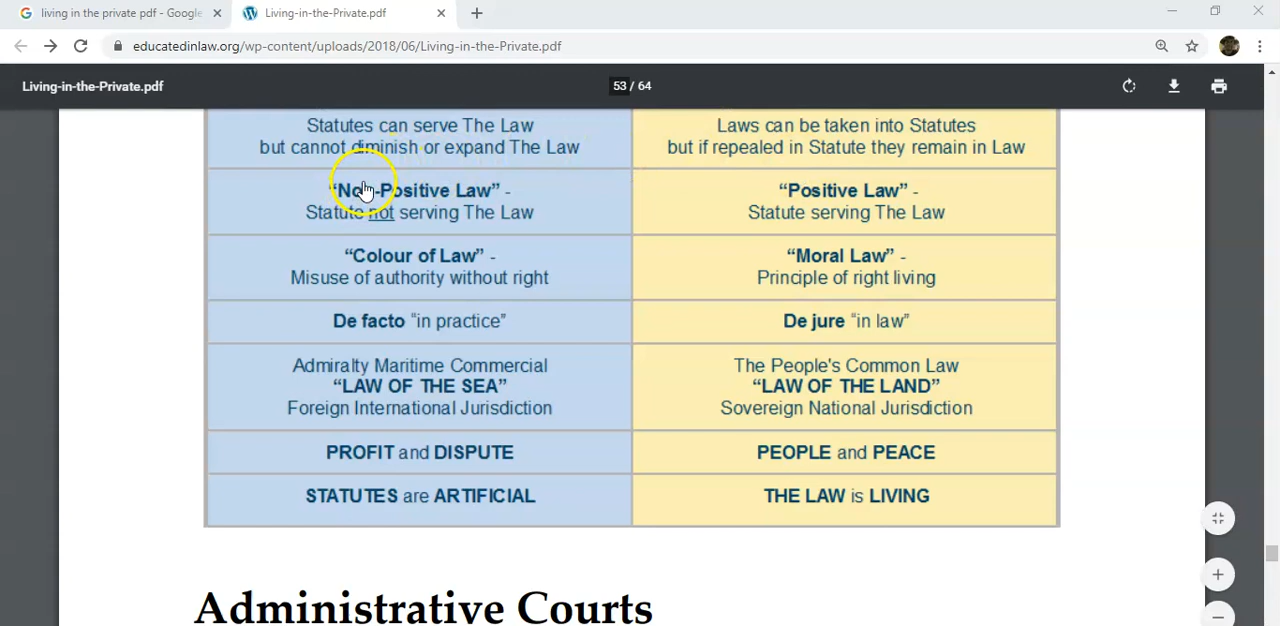 living in the private pdf - Google
Living-in-the-Private.pdf
educatedinlaw.org/wp-content/uploads/2018/06/Living-in-the-Private.pdf
Living-in-the-Private.pdf
53 / 64
Statutes can serve The Law
but cannot diminish or expand The Law
Laws can be taken into Statutes
but if repealed in Statute they remain in Law
“Non-Positive Law” -
Statute not serving The Law
“Positive Law” -
Statute serving The Law
“Colour of Law” -
Misuse of authority without right
“Moral Law” -
Principle of right living
De facto “in practice”
De jure “in law”
Admiralty Maritime Commercial
“LAW OF THE SEA”
Foreign International Jurisdiction
The People's Common Law
“LAW OF THE LAND”
Sovereign National Jurisdiction
PROFIT and DISPUTE
PEOPLE and PEACE
STATUTES are ARTIFICIAL
THE LAW is LIVING
Administrative Courts